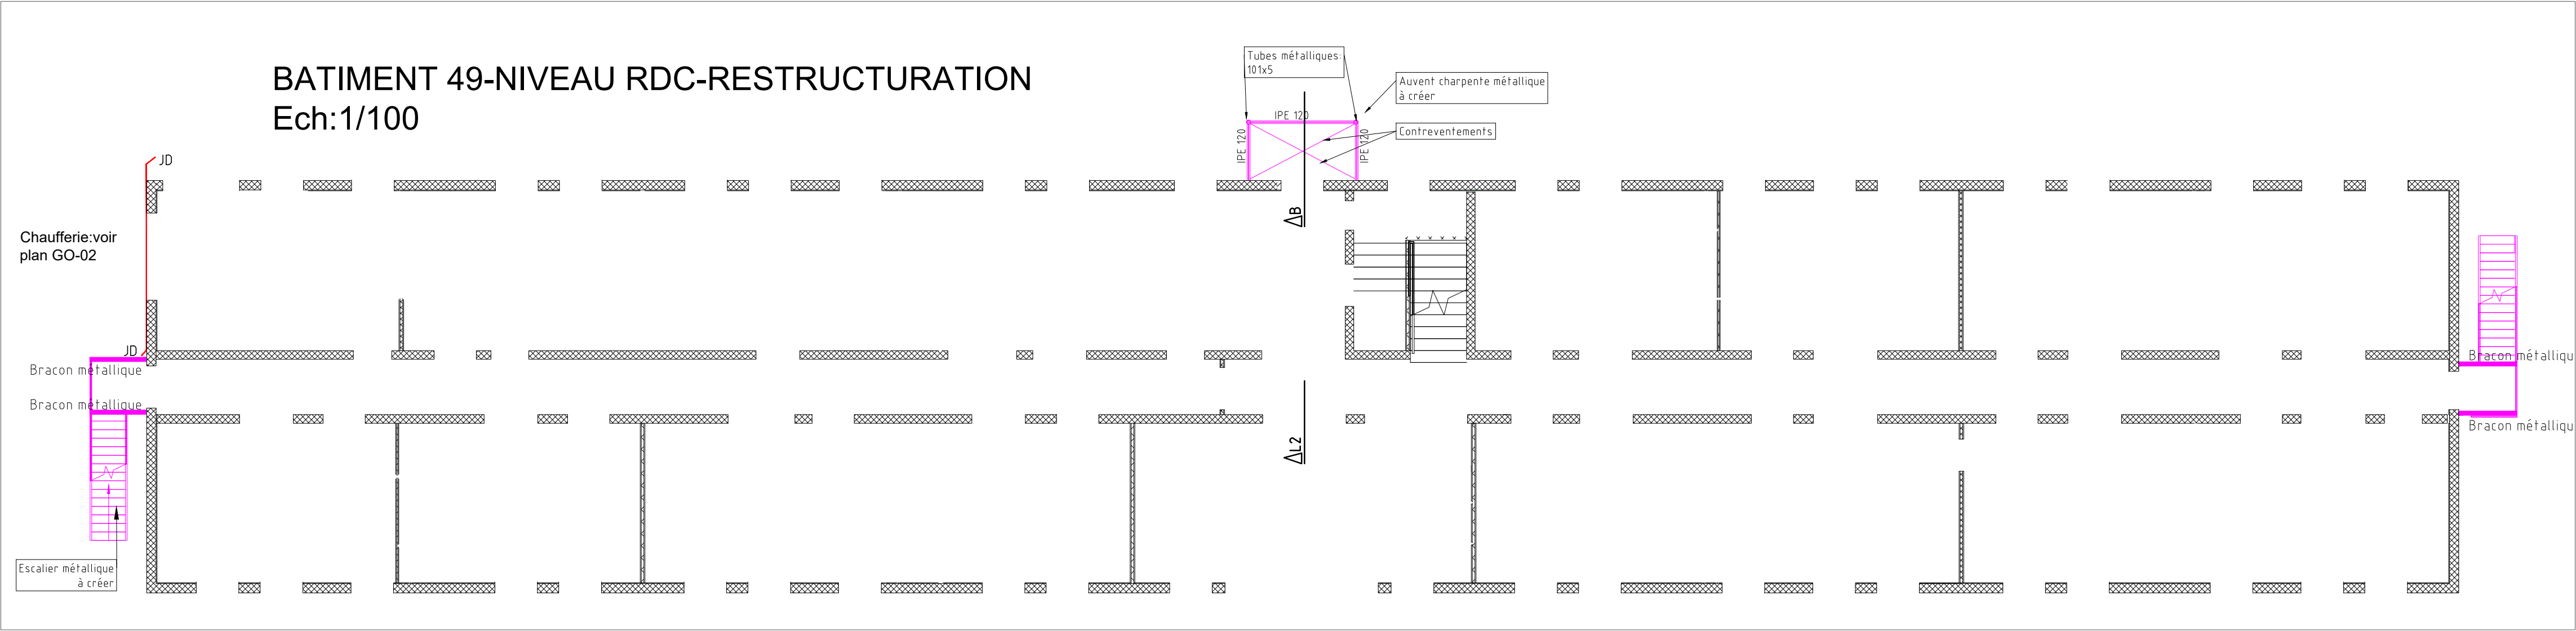 BATIMENT 49-NIVEAU RDC-RESTRUCTURATION
Ech:1/100
Tubes métalliques:
101x5
Auvent charpente métallique
à créer
Contreventements
IPE 120
IPE 120
IPE 120
JD
Chaufferie:voir
plan GO-02
B
JD
Bracon métallique
Bracon métallique
Bracon métalliqu
Bracon métalliqu
L2
Escalier métallique
à créer